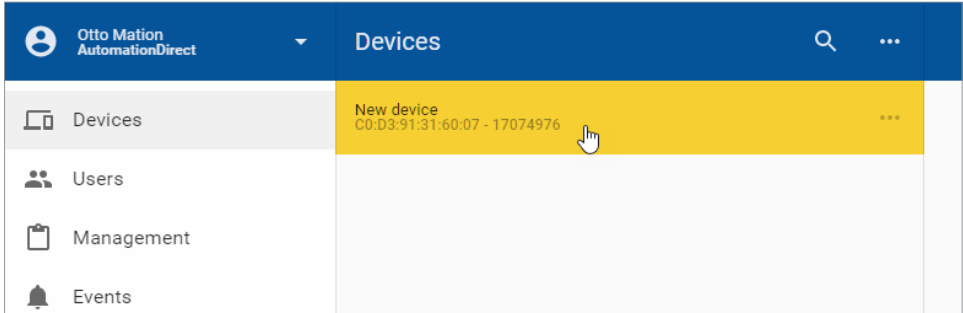 Otto Mation
AutomationDirect
Devices
Devices
Users
Management
Events
New device
C0:D3:91:31:60:07 - 17074976